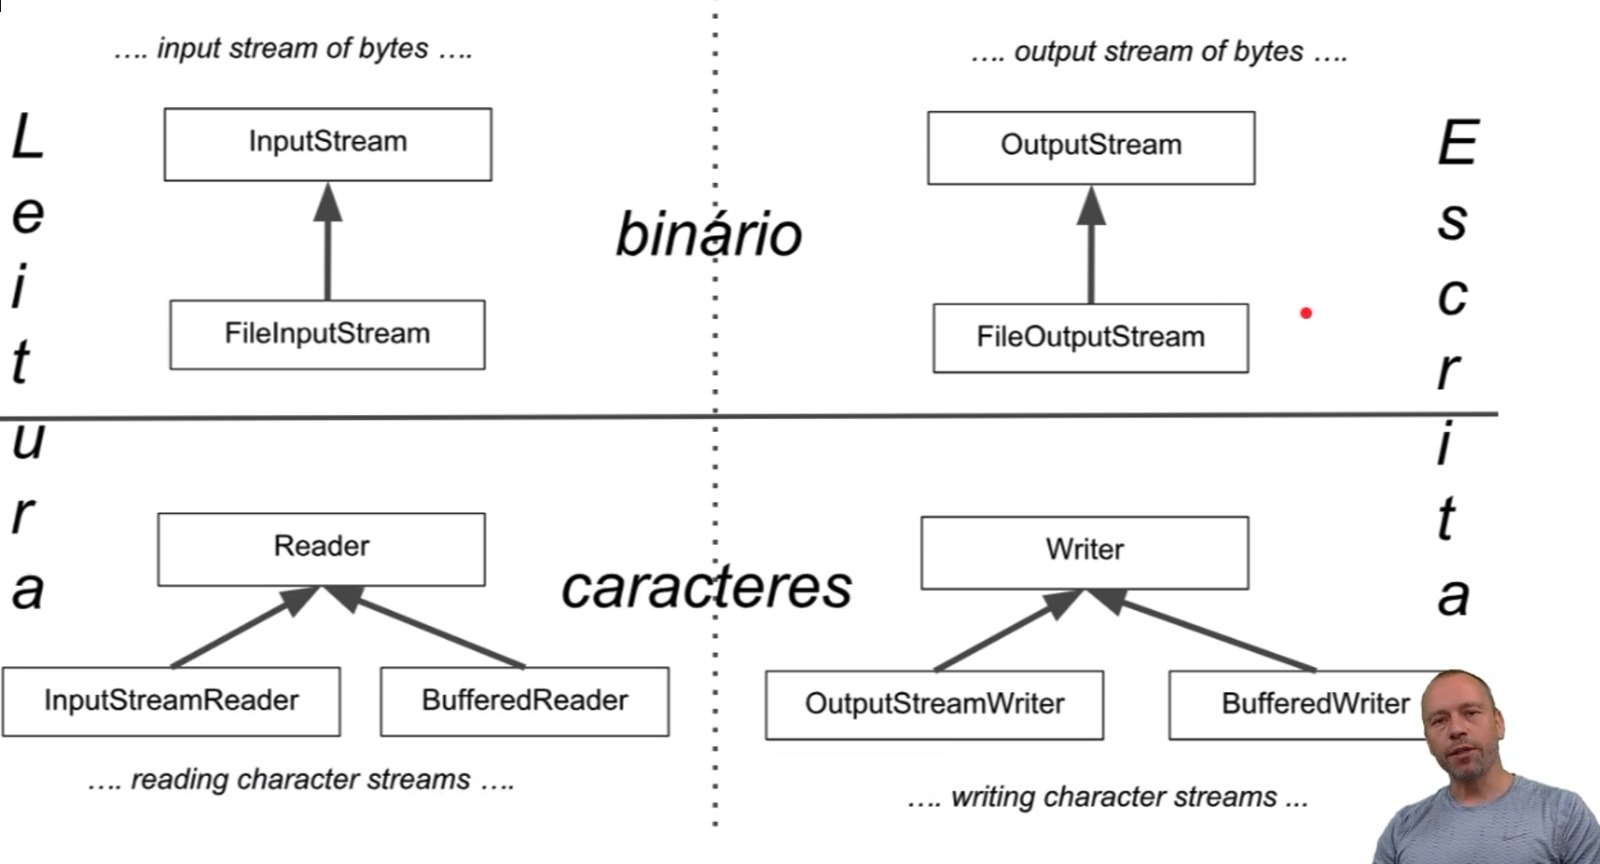 .... input stream of bytes ....
.... output stream of bytes ....
InputStream
OutputStream
Leitura
Escrita
binário
FileInputStream
FileOutputStream
Reader
Writer
caracteres
InputStreamReader
BufferedReader
OutputStreamWriter
BufferedWriter
.... reading character streams ....
.... writing character streams ...